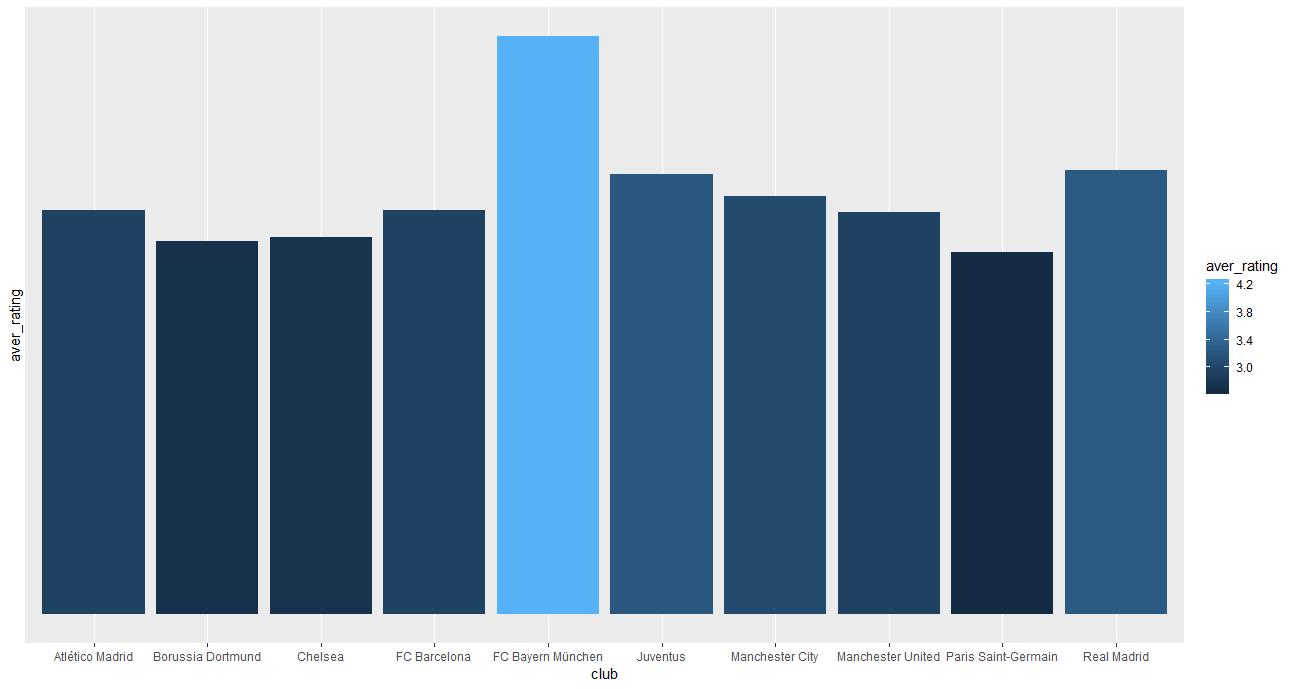 aver_rating
Atlético Madrid
Borussia Dortmund
Chelsea
FC Barcelona
FC Bayern München
Juventus
Manchester City
Manchester United
Paris Saint-Germain
Real Madrid
club
aver_rating
4.2
3.8
3.4
3.0